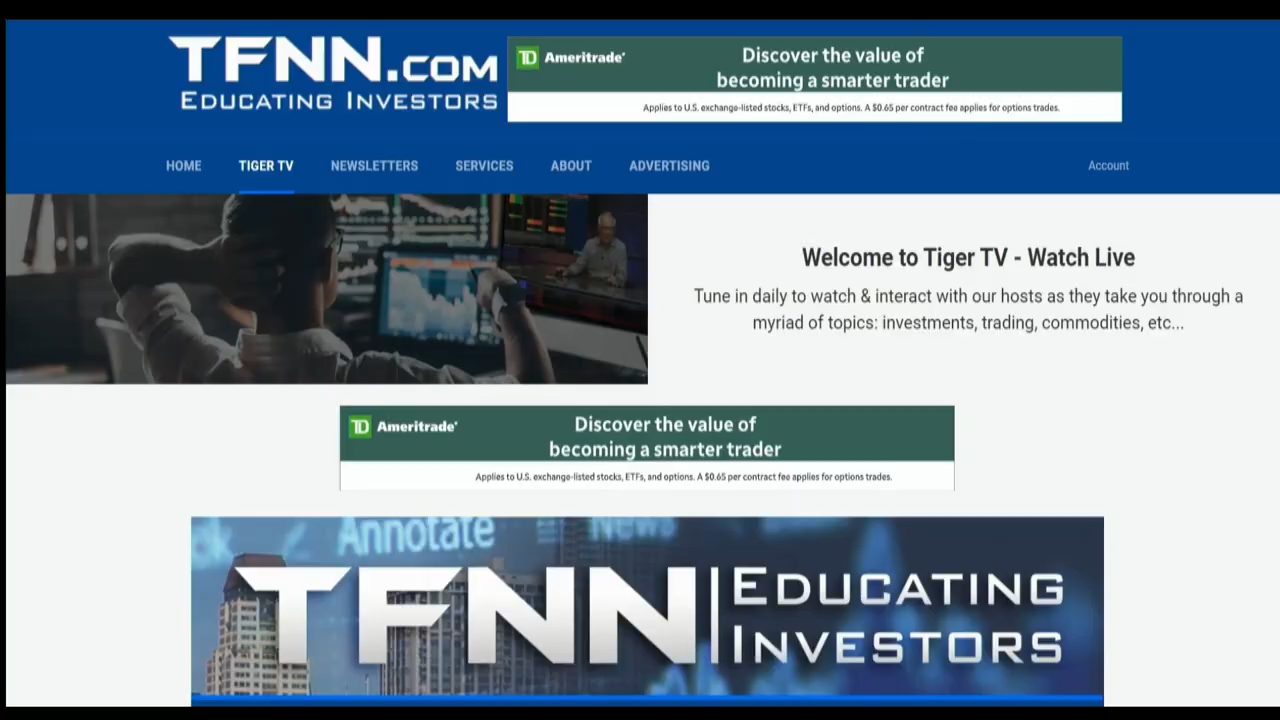 TFNN.COM
EDUCATING INVESTORS
TD Ameritrade
Discover the value of
becoming a smarter trader
Applies to U.S. exchange-listed stocks, ETFs, and options. A $0.65 per contract fee applies for options trades.
HOME TIGER TV NEWSLETTERS SERVICES ABOUT ADVERTISING Account
Welcome to Tiger TV - Watch Live
Tune in daily to watch & interact with our hosts as they take you through a
myriad of topics: investments, trading, commodities, etc...
TD Ameritrade
Discover the value of
becoming a smarter trader
Applies to U.S. exchange-listed stocks, ETFs, and options. A $0.65 per contract fee applies for options trades.
Annotate News
TFNN EDUCATING
INVESTORS